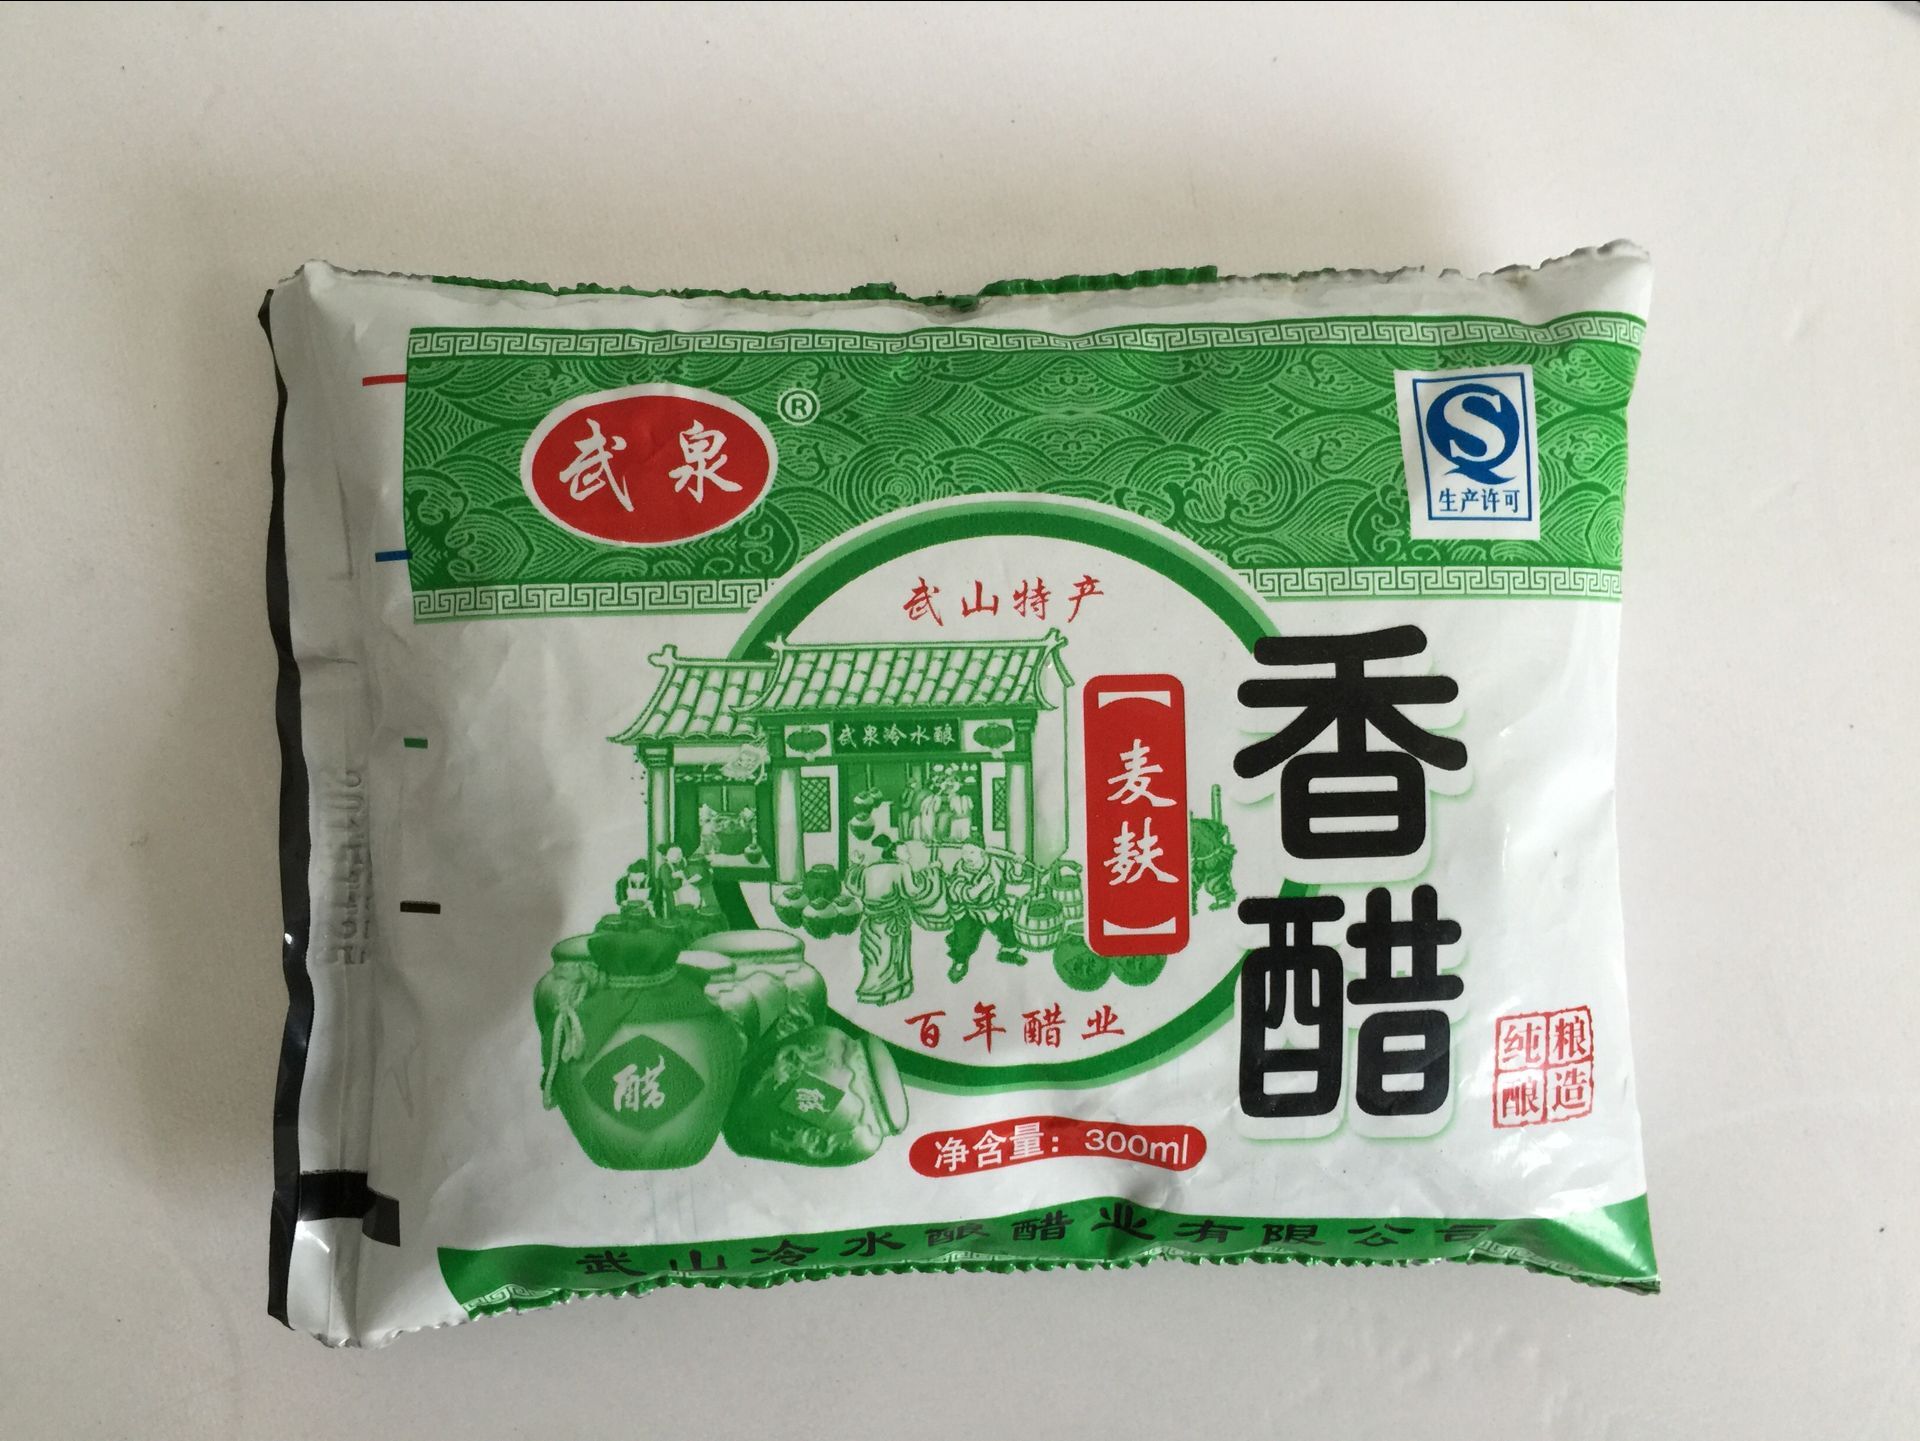 武泉®
生产许可
武山特产
武泉冷水酿
【麦麸】
香醋
百年醋业
醋
纯粮
酿造
净含量：300ml
武山冷水酿醋业有限公司